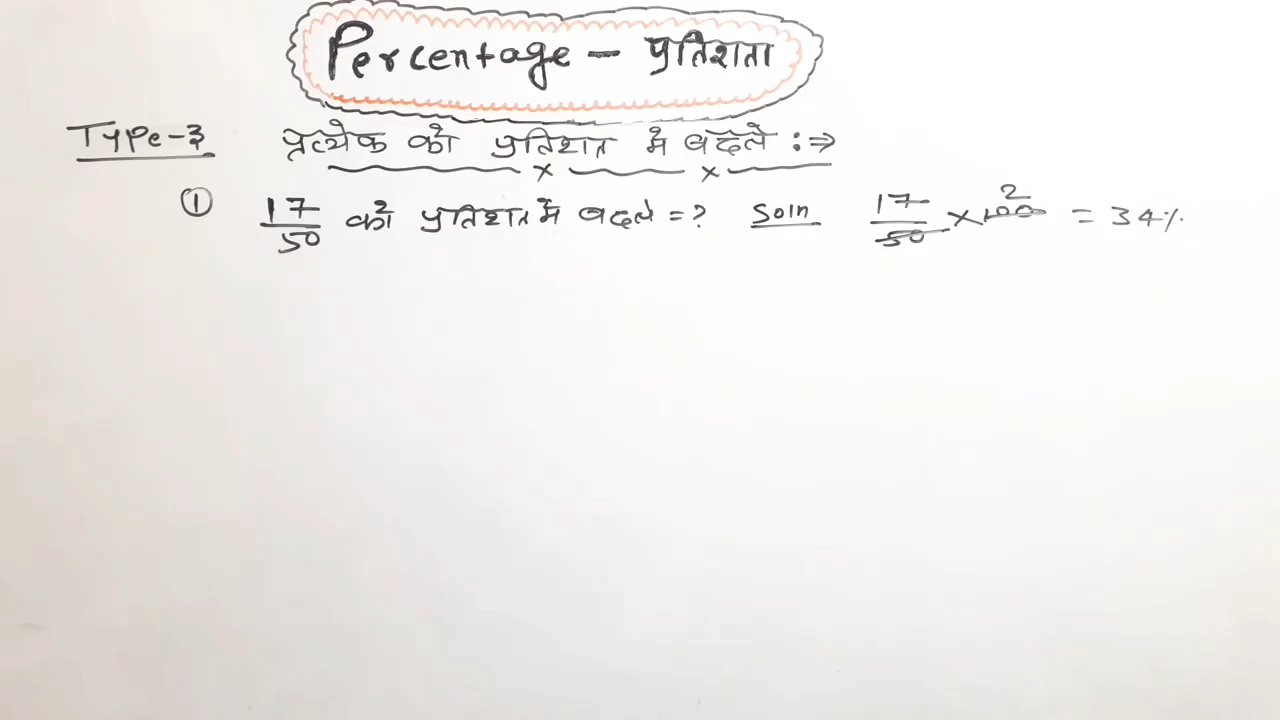 Percentage - प्रतिशता
Type-3 प्रत्येक को प्रतिशत में बदले :⇒
① 17/50 को प्रतिशत में बदले = ? Soln 17/50 × 100 2 = 34%